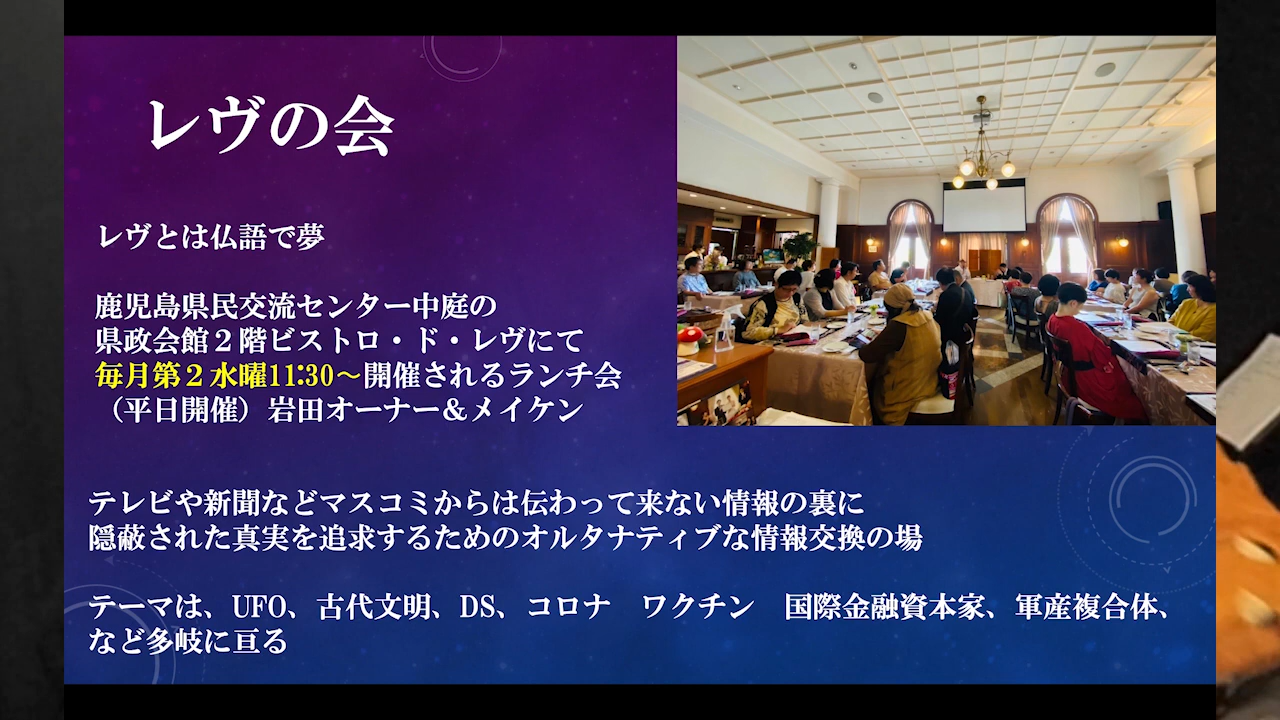 レヴの会
レヴとは仏語で夢
鹿児島県民交流センター中庭の
県政会館２階ビストロ・ド・レヴにて
毎月第２水曜11:30～開催されるランチ会
（平日開催）岩田オーナー＆メイケン
テレビや新聞などマスコミからは伝わって来ない情報の裏に
隠蔽された真実を追求するためのオルタナティブな情報交換の場
テーマは、UFO、古代文明、DS、コロナ　ワクチン　国際金融資本家、軍産複合体、
など多岐に亘る